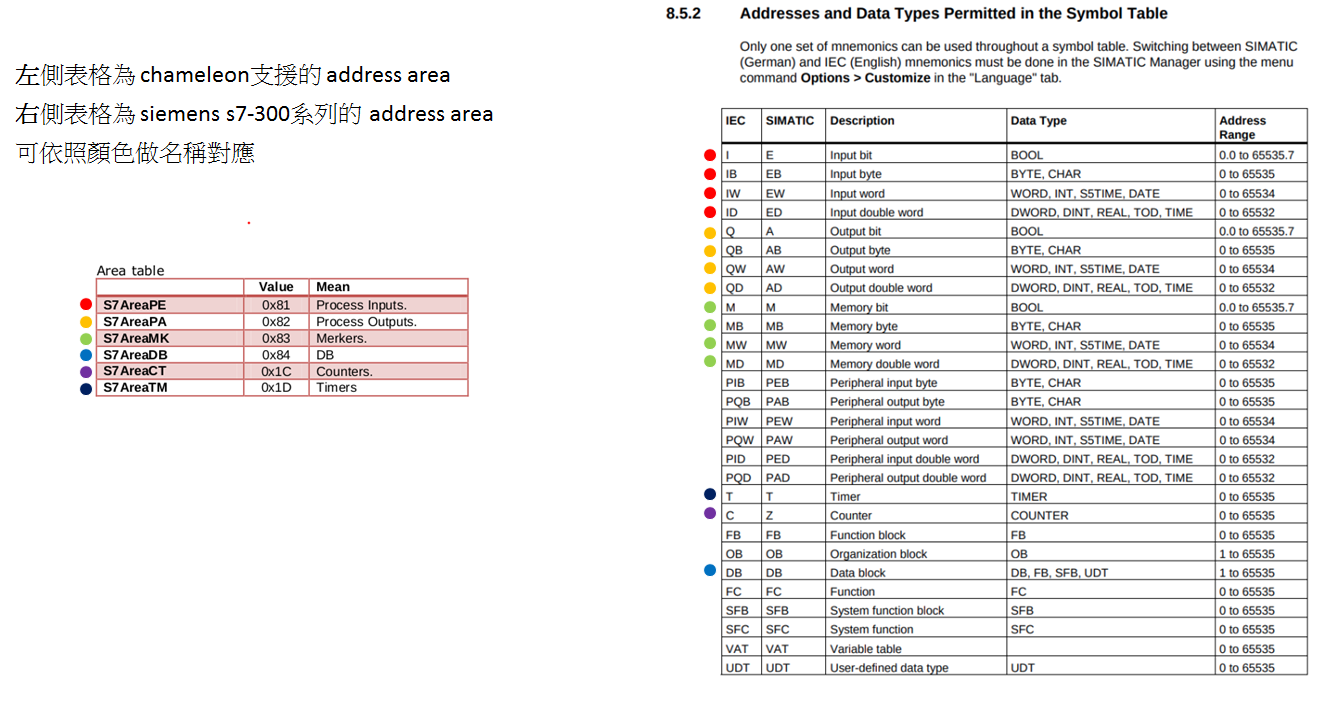 左側表格為chameleon支援的address area
右側表格為siemens s7-300系列的 address area
可依照顏色做名稱對應
Area table
Value Mean
S7AreaPE 0x81 Process Inputs.
S7AreaPA 0x82 Process Outputs.
S7AreaMK 0x83 Merkers.
S7AreaDB 0x84 DB
S7AreaCT 0x1C Counters.
S7AreaTM 0x1D Timers
8.5.2 Addresses and Data Types Permitted in the Symbol Table
Only one set of mnemonics can be used throughout a symbol table. Switching between SIMATIC
(German) and IEC (English) mnemonics must be done in the SIMATIC Manager using the menu
command Options > Customize in the "Language" tab.
IEC SIMATIC Description Data Type Address
Range
I E Input bit BOOL 0.0 to 65535.7
IB EB Input byte BYTE, CHAR 0 to 65535
IW EW Input word WORD, INT, S5TIME, DATE 0 to 65534
ID ED Input double word DWORD, DINT, REAL, TOD, TIME 0 to 65532
Q A Output bit BOOL 0.0 to 65535.7
QB AB Output byte BYTE, CHAR 0 to 65535
QW AW Output word WORD, INT, S5TIME, DATE 0 to 65534
QD AD Output double word DWORD, DINT, REAL, TOD, TIME 0 to 65532
M M Memory bit BOOL 0.0 to 65535.7
MB MB Memory byte BYTE, CHAR 0 to 65535
MW MW Memory word WORD, INT, S5TIME, DATE 0 to 65534
MD MD Memory double word DWORD, DINT, REAL, TOD, TIME 0 to 65532
PIB PEB Peripheral input byte BYTE, CHAR 0 to 65535
PQB PAB Peripheral output byte BYTE, CHAR 0 to 65535
PIW PEW Peripheral input word WORD, INT, S5TIME, DATE 0 to 65534
PQW PAW Peripheral output word WORD, INT, S5TIME, DATE 0 to 65534
PID PED Peripheral input double word DWORD, DINT, REAL, TOD, TIME 0 to 65532
PQD PAD Peripheral output double word DWORD, DINT, REAL, TOD, TIME 0 to 65532
T T Timer TIMER 0 to 65535
C Z Counter COUNTER 0 to 65535
FB FB Function block FB 0 to 65535
OB OB Organization block OB 1 to 65535
DB DB Data block DB, FB, SFB, UDT 1 to 65535
FC FC Function FC 0 to 65535
SFB SFB System function block SFB 0 to 65535
SFC SFC System function SFC 0 to 65535
VAT VAT Variable table 0 to 65535
UDT UDT User-defined data type UDT 0 to 65535